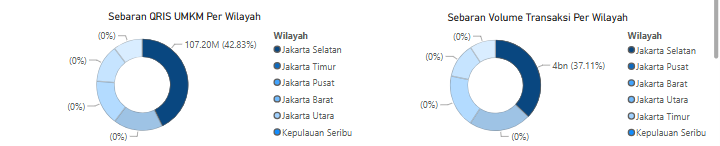 Sebaran QRIS UMKM Per Wilayah
(0%)
(0%)
(0%)
(0%)
107.20M (42.83%)
Wilayah
Jakarta Selatan
Jakarta Timur
Jakarta Pusat
Jakarta Barat
Jakarta Utara
Kepulauan Seribu
Sebaran Volume Transaksi Per Wilayah
(0%)
(0%)
(0%)
(0%)
4bn (37.11%)
Wilayah
Jakarta Selatan
Jakarta Pusat
Jakarta Barat
Jakarta Utara
Jakarta Timur
Kepulauan Seribu